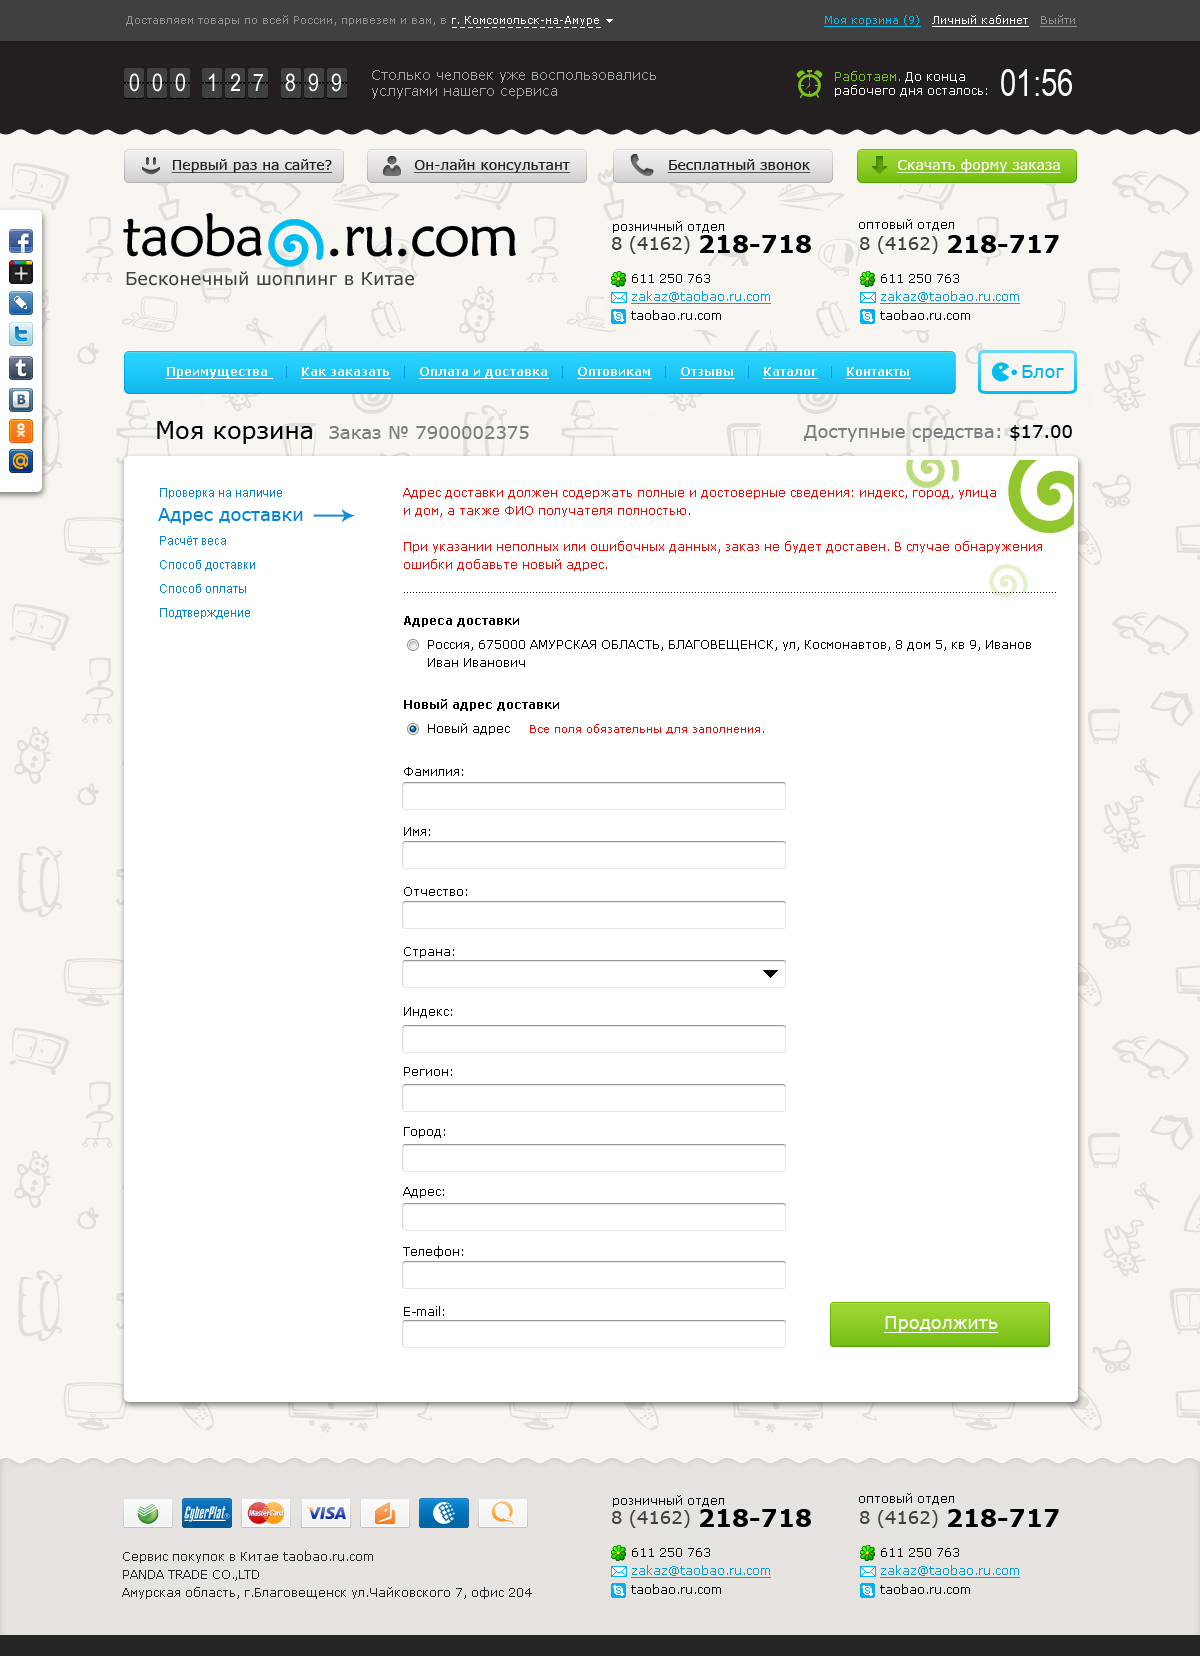 Доставляем товары по всей России, привезем и вам, в г. Комсомольск-на-Амуре
Моя корзина (9) Личный кабинет Выйти
000 127 899
Столько человек уже воспользовались
услугами нашего сервиса
Работаем. До конца
рабочего дня осталось:
01:56
Первый раз на сайте?
Он-лайн консультант
Бесплатный звонок
Скачать форму заказа
taobao.ru.com
Бесконечный шоппинг в Китае
розничный отдел
8 (4162) 218-718
611 250 763
zakaz@taobao.ru.com
taobao.ru.com
оптовый отдел
8 (4162) 218-717
611 250 763
zakaz@taobao.ru.com
taobao.ru.com
Преимущества Как заказать Оплата и доставка Оптовикам Отзывы Каталог Контакты
Блог
Моя корзина Заказ № 7900002375
Доступные средства: $17.00
Проверка на наличие
Адрес доставки
Расчёт веса
Способ доставки
Способ оплаты
Подтверждение
Адрес доставки должен содержать полные и достоверные сведения: индекс, город, улица
и дом, а также ФИО получателя полностью.
При указании неполных или ошибочных данных, заказ не будет доставен. В случае обнаружения
ошибки добавьте новый адрес.
Адреса доставки
Россия, 675000 АМУРСКАЯ ОБЛАСТЬ, БЛАГОВЕЩЕНСК, ул, Космонавтов, 8 дом 5, кв 9, Иванов
Иван Иванович
Новый адрес доставки
Новый адрес Все поля обязательны для заполнения.
Фамилия:
Имя:
Отчество:
Страна:
Индекс:
Регион:
Город:
Адрес:
Телефон:
E-mail:
Продолжить
CyberPlat
MasterCard
VISA
Сервис покупок в Китае taobao.ru.com
PANDA TRADE CO.,LTD
Амурская область, г.Благовещенск ул.Чайковского 7, офис 204
розничный отдел
8 (4162) 218-718
611 250 763
zakaz@taobao.ru.com
taobao.ru.com
оптовый отдел
8 (4162) 218-717
611 250 763
zakaz@taobao.ru.com
taobao.ru.com